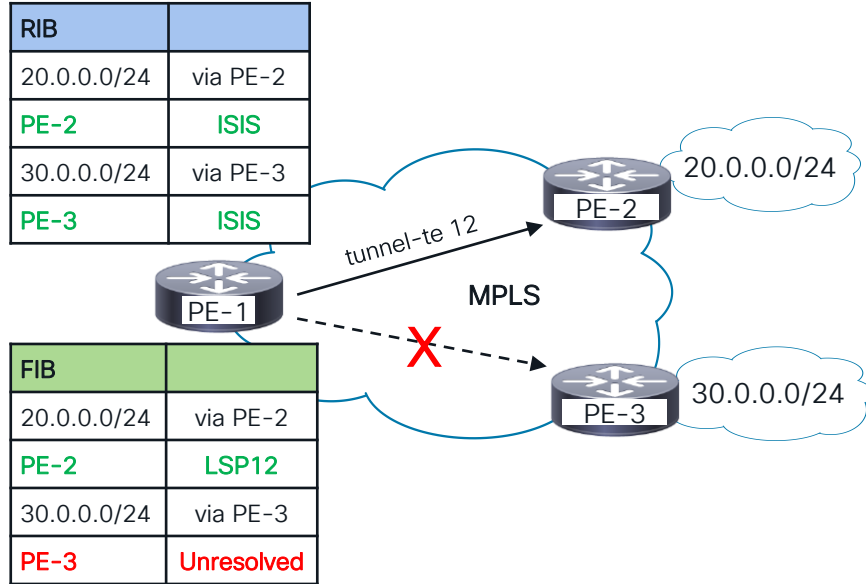 RIB
20.0.0.0/24 via PE-2
PE-2 ISIS
30.0.0.0/24 via PE-3
PE-3 ISIS
tunnel-te 12
PE-2
20.0.0.0/24
PE-1
MPLS
X
PE-3
30.0.0.0/24
FIB
20.0.0.0/24 via PE-2
PE-2 LSP12
30.0.0.0/24 via PE-3
PE-3 Unresolved